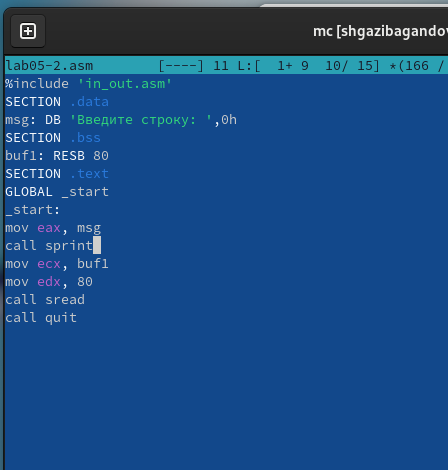 mc [shgazibagandov
lab05-2.asm [----] 11 L:[ 1+ 9 10/ 15] *(166 /
%include 'in_out.asm'
SECTION .data
msg: DB 'Введите строку: ',0h
SECTION .bss
buf1: RESB 80
SECTION .text
GLOBAL _start
_start:
mov eax, msg
call sprint
mov ecx, buf1
mov edx, 80
call sread
call quit